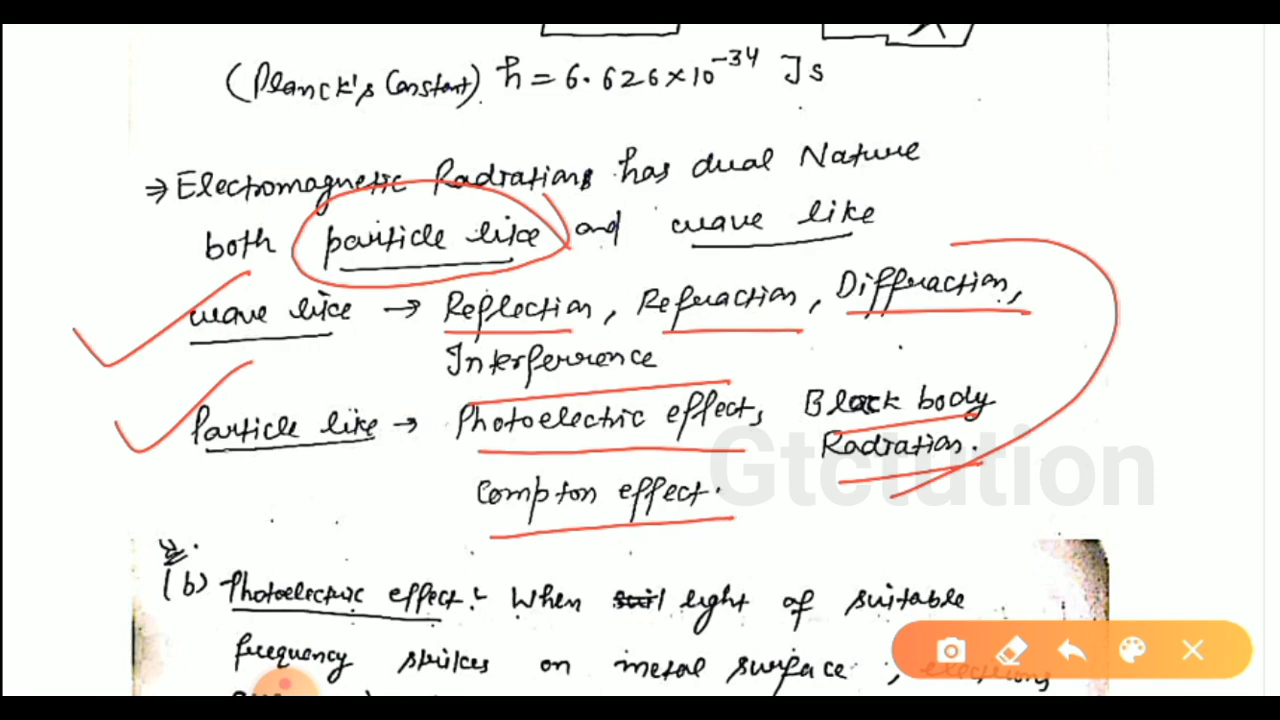 (Planck's Constant) ℏ = 6.626 × 10⁻³⁴ Js
⇒ Electromagnetic Radiations has dual Nature
both particle like and wave like
wave like → Reflection, Refraction, Diffraction,
Interference
Particle like → Photoelectric effect, Black body
Radiation.
Compton effect.
Gtctution
(b) Photoelectric effect:- When light of suitable
frequency strikes on metal surface, electrons